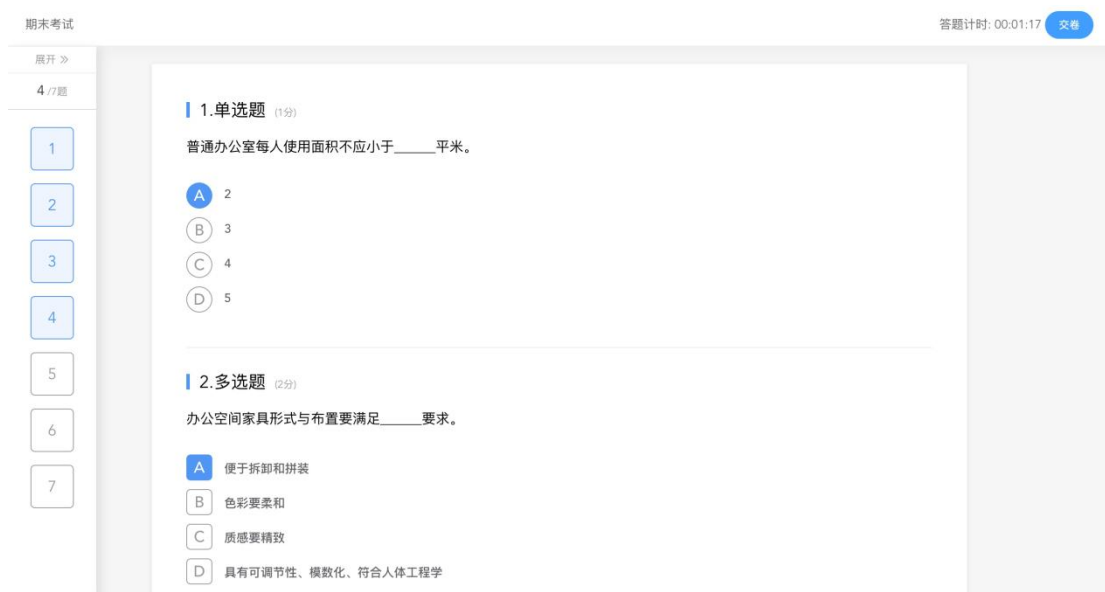 期末考试
答题计时: 00:01:17 交卷
展开 >>
4 /7题
1
2
3
4
5
6
7
1.单选题 (1分)
普通办公室每人使用面积不应小于______平米。
A 2
B 3
C 4
D 5
2.多选题 (2分)
办公空间家具形式与布置要满足______要求。
A 便于拆卸和拼装
B 色彩要柔和
C 质感要精致
D 具有可调节性、模数化、符合人体工程学